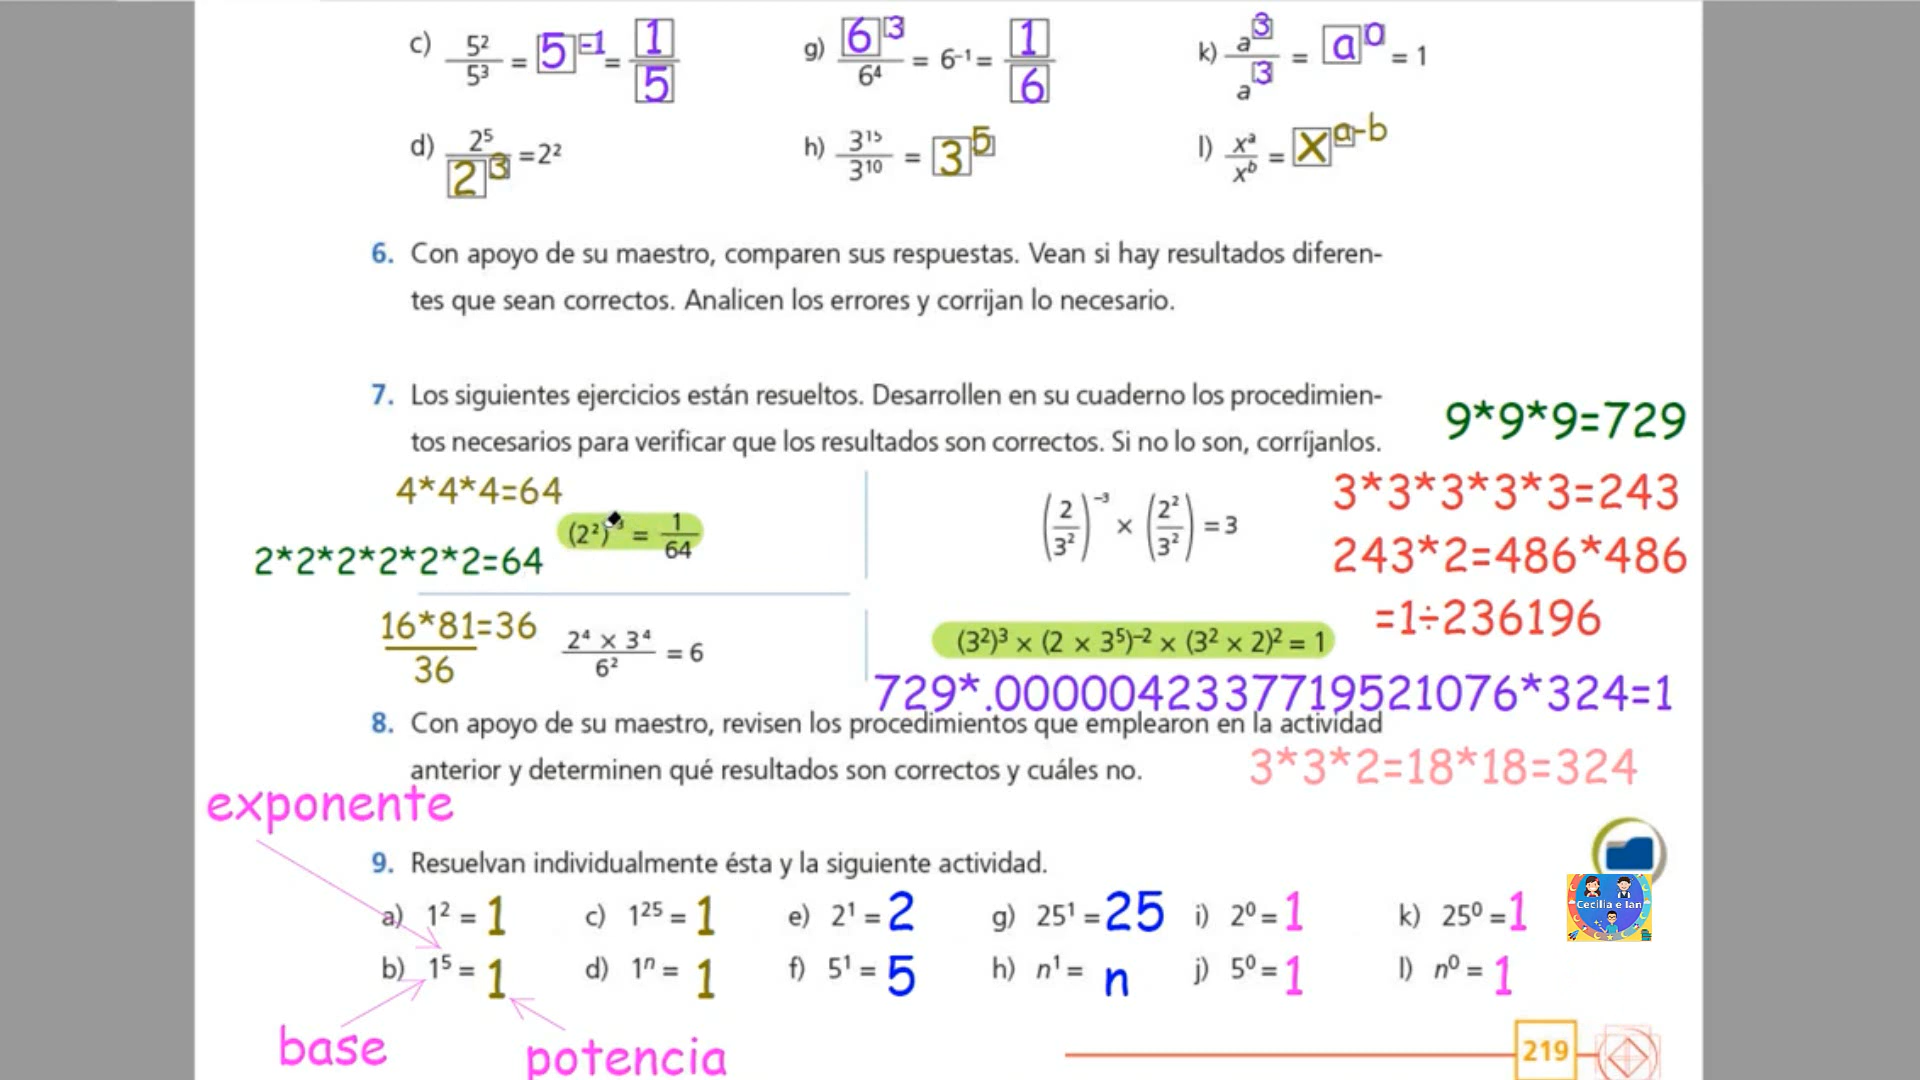 c) 5²/5³ = 5⁻¹ = 1/5
g) 6³/6⁴ = 6⁻¹ = 1/6
k) a³/a³ = a⁰ = 1
d) 2⁵/2³ = 2²
h) 3¹⁵/3¹⁰ = 3⁵
l) xᵃ/xᵇ = xᵃ⁻ᵇ
6. Con apoyo de su maestro, comparen sus respuestas. Vean si hay resultados diferen-
tes que sean correctos. Analicen los errores y corrijan lo necesario.
7. Los siguientes ejercicios están resueltos. Desarrollen en su cuaderno los procedimien-
tos necesarios para verificar que los resultados son correctos. Si no lo son, corríjanlos.
9*9*9=729
4*4*4=64
3*3*3*3*3=243
(2²)⁻³ = 1/64
(2/3²)⁻³ × (2²/3²) = 3
2*2*2*2*2*2=64
243*2=486*486
=1÷236196
16*81=36
36
2⁴ × 3⁴/6² = 6
(3²)³ × (2 × 3⁵)⁻² × (3² × 2)² = 1
729*.0000042337719521076*324=1
8. Con apoyo de su maestro, revisen los procedimientos que emplearon en la actividad
anterior y determinen qué resultados son correctos y cuáles no.
3*3*2=18*18=324
exponente
9. Resuelvan individualmente ésta y la siguiente actividad.
a) 1² = 1
c) 1²⁵ = 1
e) 2¹ = 2
g) 25¹ = 25
i) 2⁰ = 1
k) 25⁰ = 1
Cecilia e Ian
b) 1⁵ = 1
d) 1ⁿ = 1
f) 5¹ = 5
h) n¹ = n
j) 5⁰ = 1
l) n⁰ = 1
base
potencia
219